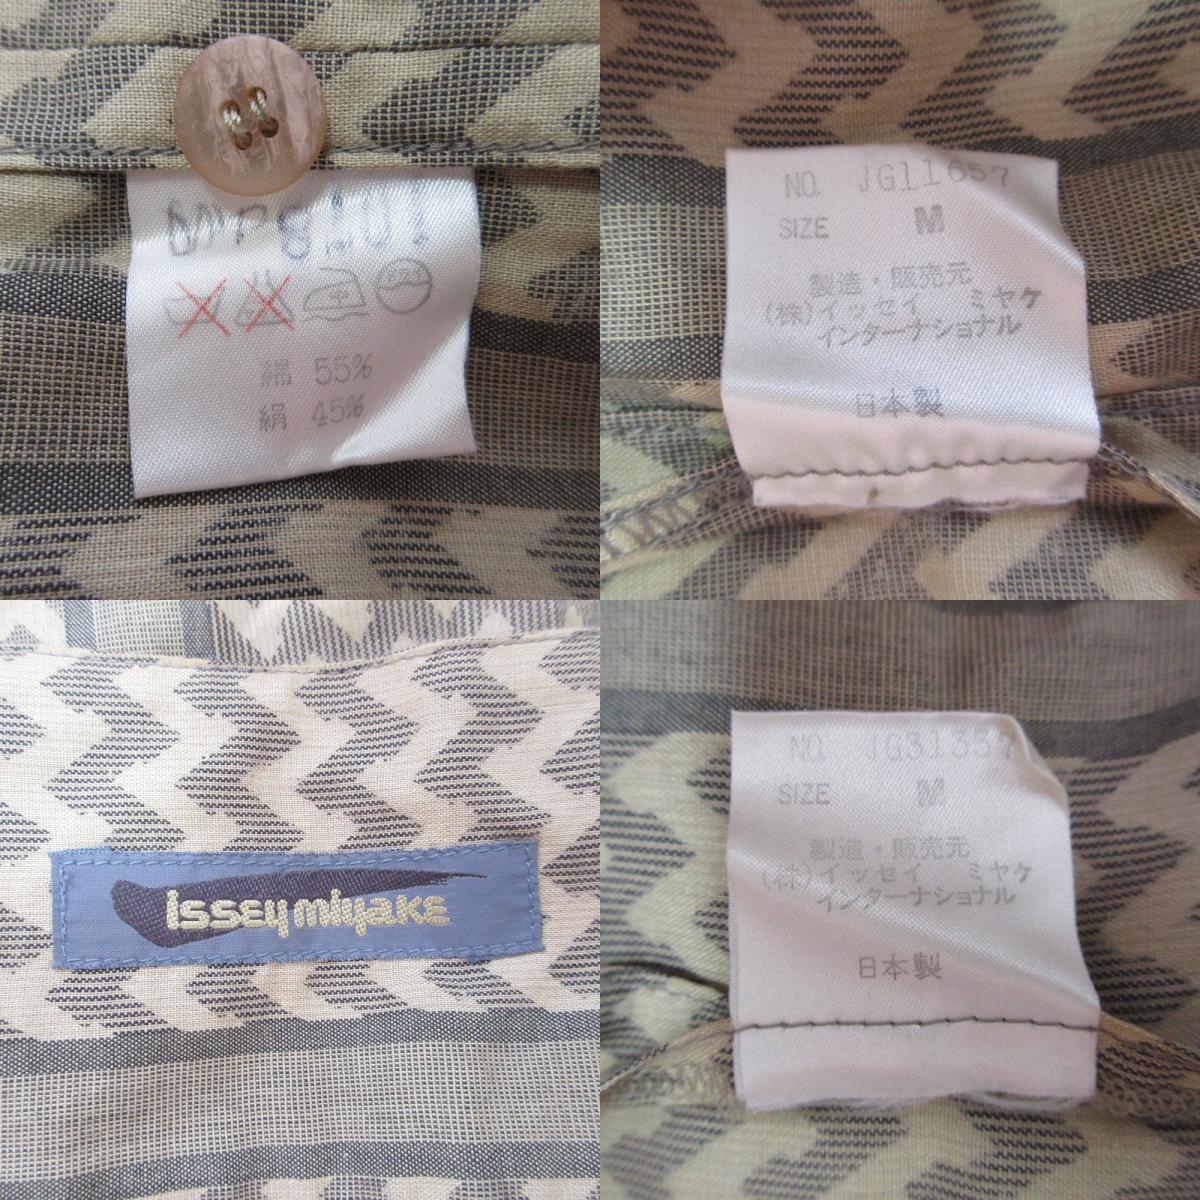 綿 55%
絹 45%
NO. JG11657
SIZE M
製造・販売元
(株)イッセイ ミヤケ
インターナショナル
日本製
ISSEY MIYAKE
NO. JG31357
SIZE M
製造・販売元
(株)イッセイ ミヤケ
インターナショナル
日本製